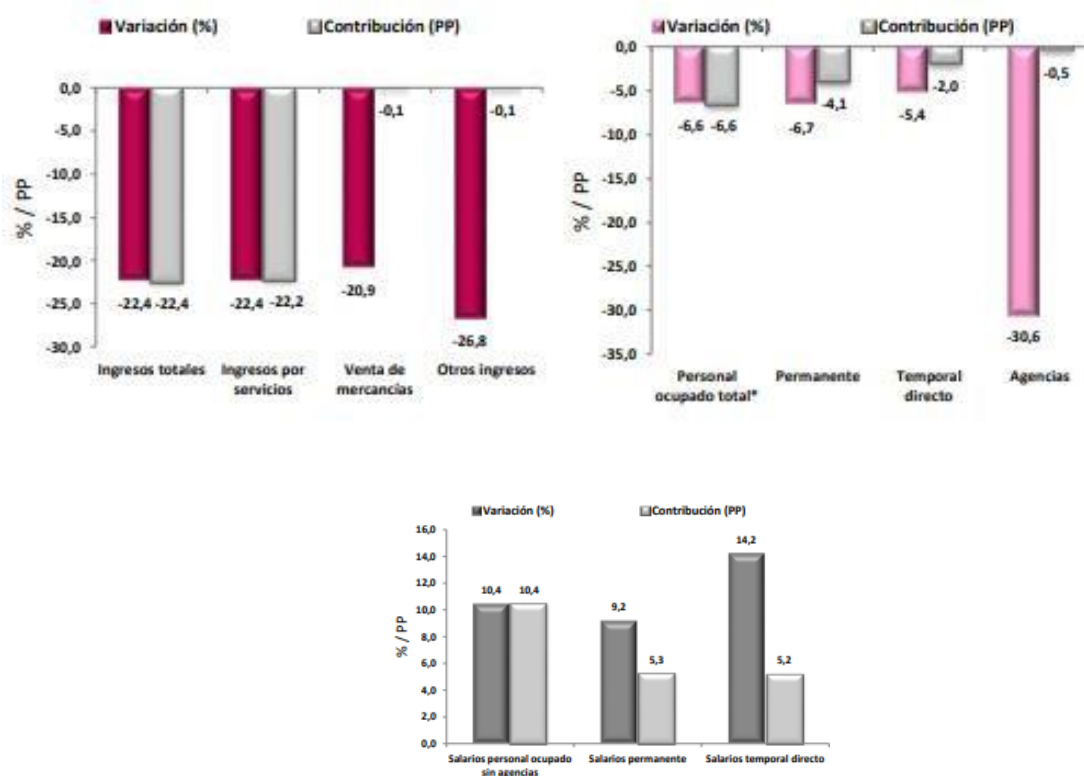 Variación (%) Contribución (PP)
0,0
-5,0
-10,0
-15,0
-20,0
-25,0
-30,0
% / PP
-22,4 -22,4
-22,4 -22,2
-20,9
-0,1
-26,8
-0,1
Ingresos totales
Ingresos por
servicios
Venta de
mercancías
Otros ingresos
Variación (%) Contribución (PP)
0,0
-5,0
-10,0
-15,0
-20,0
-25,0
-30,0
-35,0
% / PP
-6,6 -6,6
-6,7
-4,1
-5,4
-2,0
-30,6
-0,5
Personal
ocupado total*
Permanente
Temporal
directo
Agencias
Variación (%) Contribución (PP)
16,0
14,0
12,0
10,0
8,0
6,0
4,0
2,0
0,0
% / PP
10,4 10,4
9,2
5,3
14,2
5,2
Salarios personal ocupado
sin agencias
Salarios permanente
Salarios temporal directo